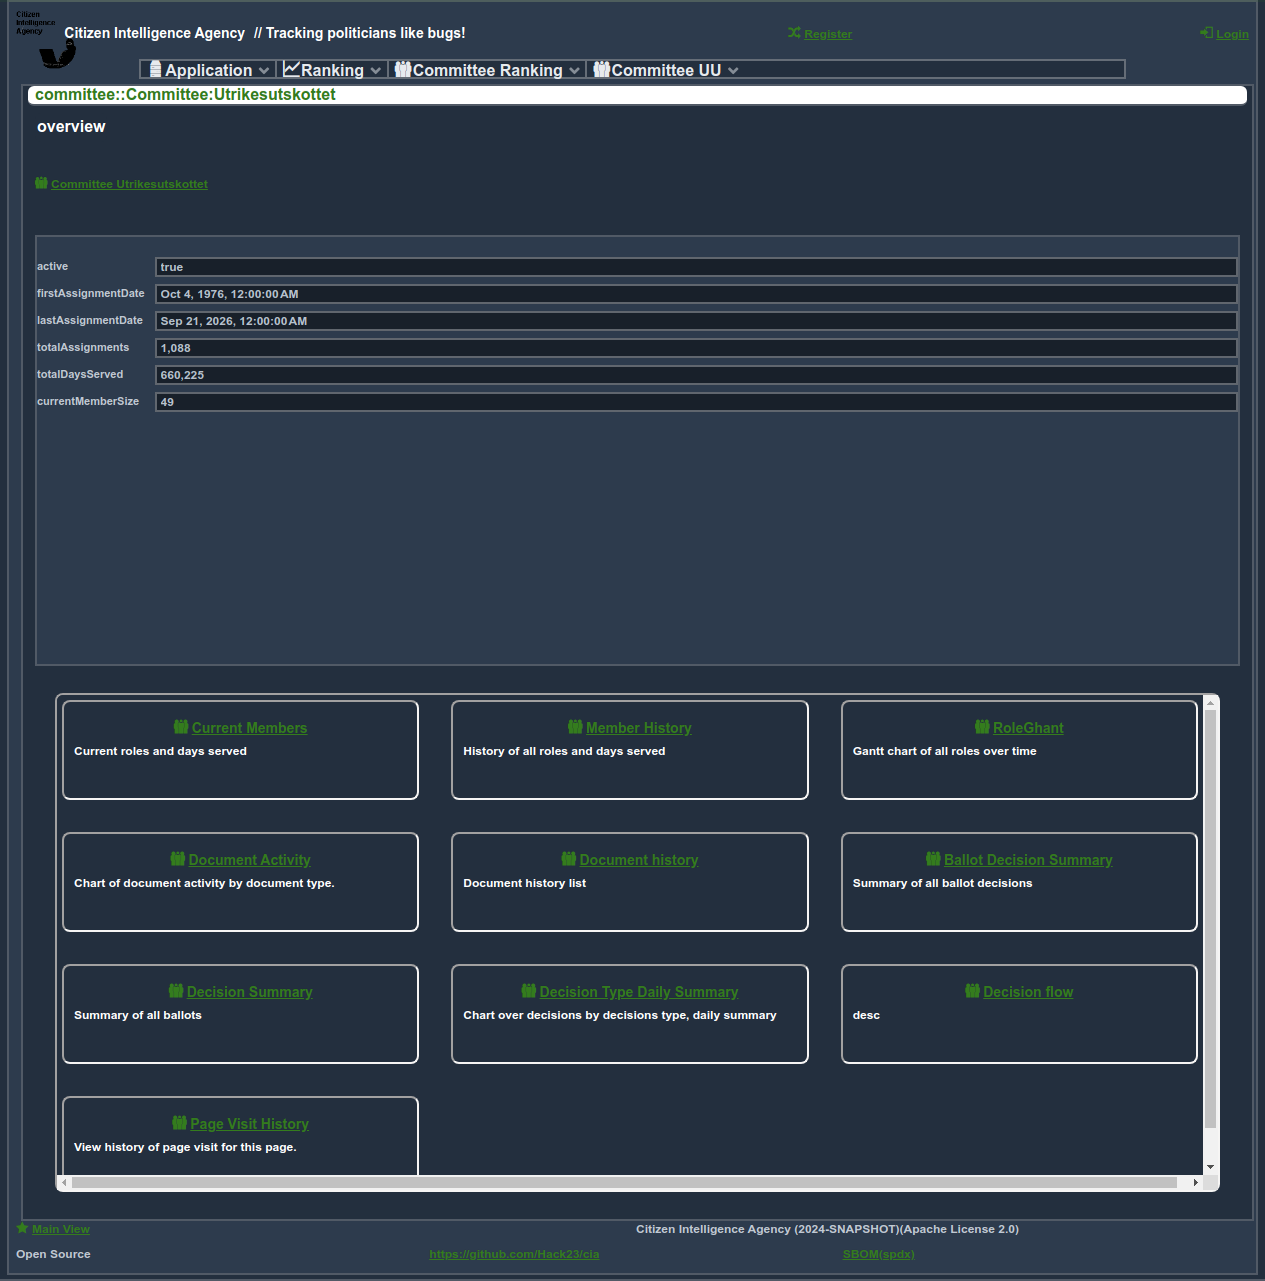 Citizen
Intelligence
Agency
Citizen Intelligence Agency // Tracking politicians like bugs!
Register
Login
Application
Ranking
Committee Ranking
Committee UU
committee::Committee:Utrikesutskottet
overview
Committee Utrikesutskottet
active true
firstAssignmentDate Oct 4, 1976, 12:00:00 AM
lastAssignmentDate Sep 21, 2026, 12:00:00 AM
totalAssignments 1,088
totalDaysServed 660,225
currentMemberSize 49
Current Members
Current roles and days served
Member History
History of all roles and days served
RoleGhant
Gantt chart of all roles over time
Document Activity
Chart of document activity by document type.
Document history
Document history list
Ballot Decision Summary
Summary of all ballot decisions
Decision Summary
Summary of all ballots
Decision Type Daily Summary
Chart over decisions by decisions type, daily summary
Decision flow
desc
Page Visit History
View history of page visit for this page.
Main View
Citizen Intelligence Agency (2024-SNAPSHOT)(Apache License 2.0)
Open Source
https://github.com/Hack23/cia
SBOM(spdx)